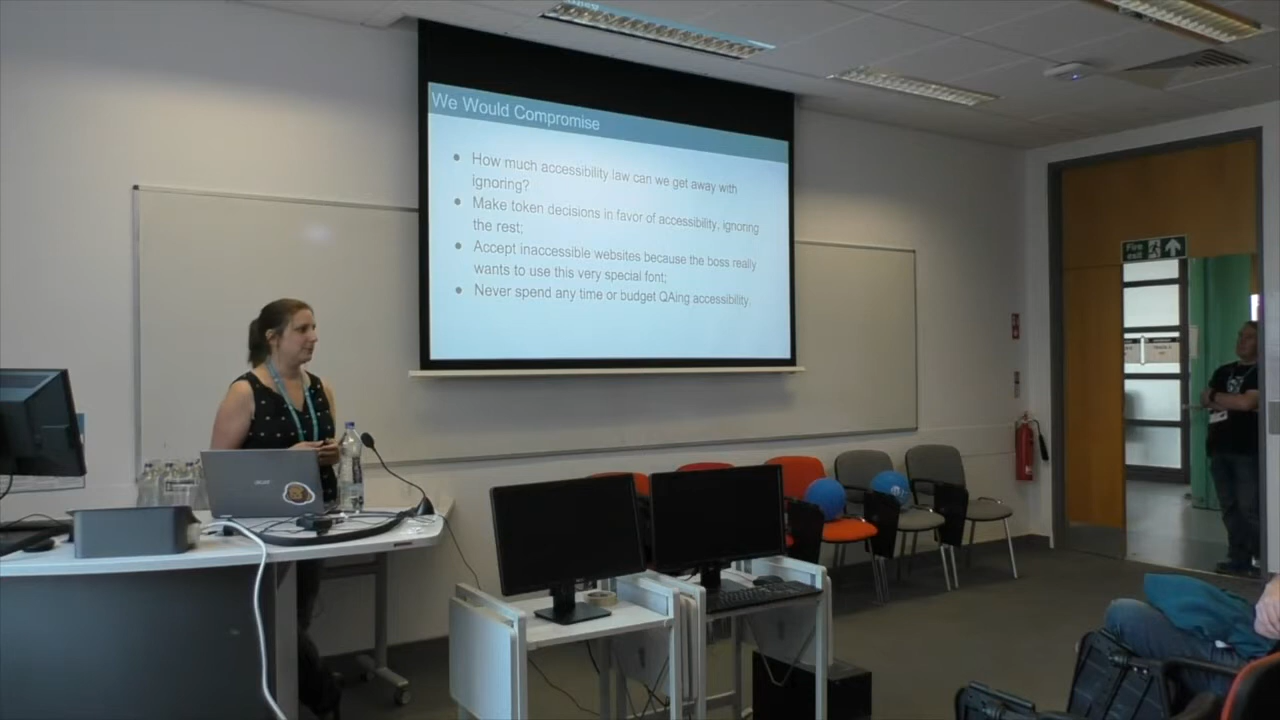 We Would Compromise
• How much accessibility law can we get away with
ignoring?
• Make token decisions in favor of accessibility, ignoring
the rest;
• Accept inaccessible websites because the boss really
wants to use this very special font;
• Never spend any time or budget QAing accessibility.
Fire
exit
acer